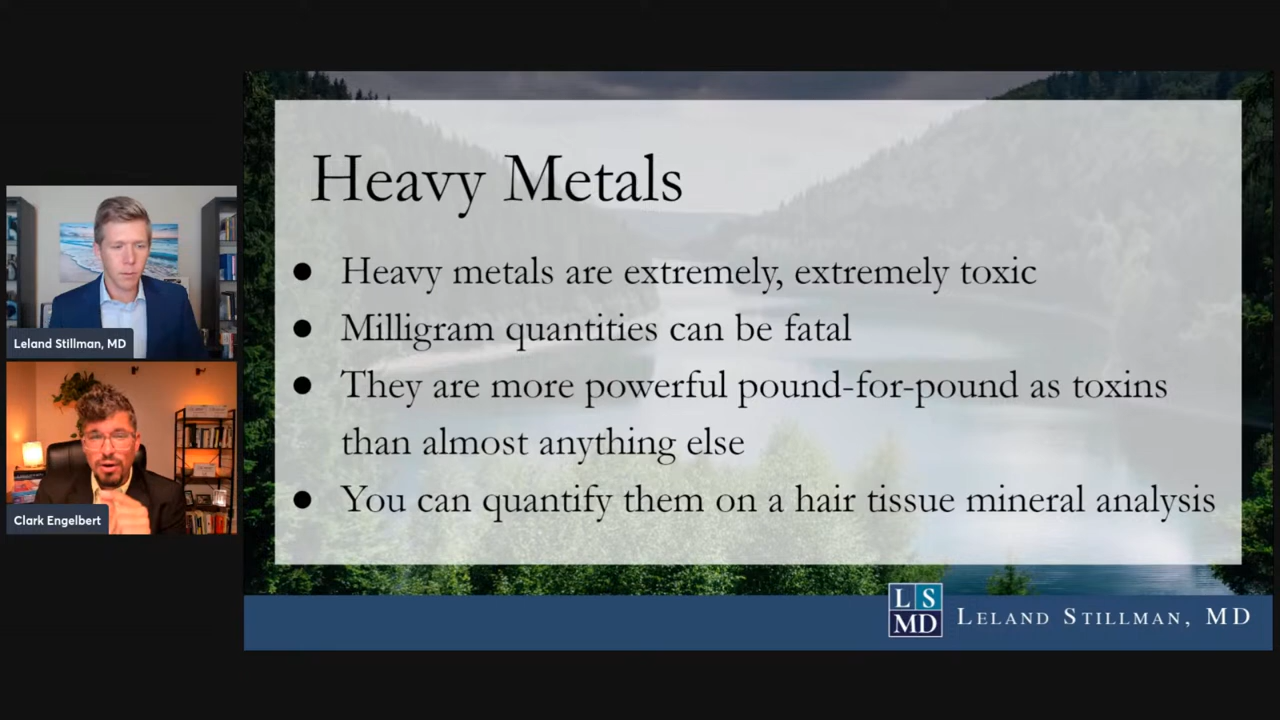 Heavy Metals
● Heavy metals are extremely, extremely toxic
● Milligram quantities can be fatal
● They are more powerful pound-for-pound as toxins
than almost anything else
● You can quantify them on a hair tissue mineral analysis
Leland Stillman, MD
Clark Engelbert
L S
MD
LELAND STILLMAN, MD